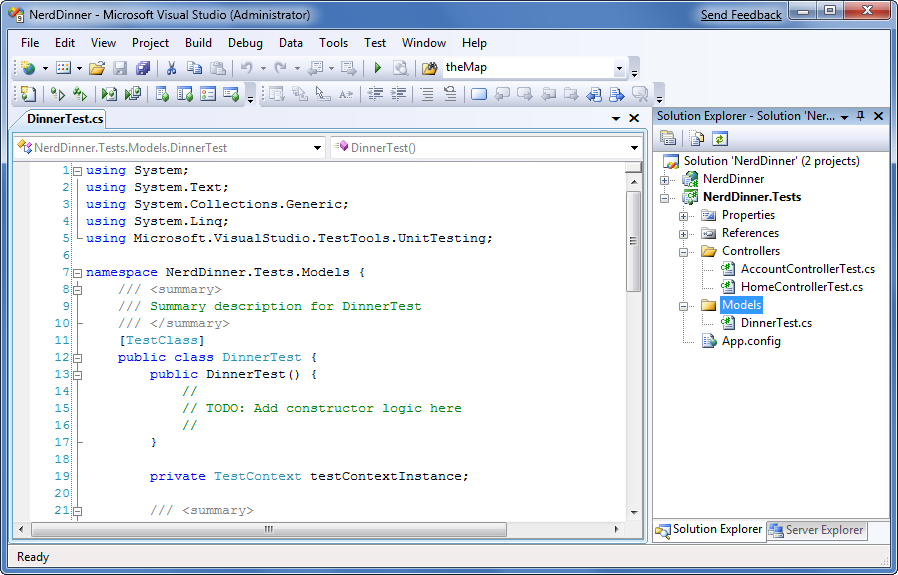 NerdDinner - Microsoft Visual Studio (Administrator)
Send Feedback
File Edit View Project Build Debug Data Tools Test Window Help
theMap
DinnerTest.cs
NerdDinner.Tests.Models.DinnerTest
DinnerTest()
1 using System;
2 using System.Text;
3 using System.Collections.Generic;
4 using System.Linq;
5 using Microsoft.VisualStudio.TestTools.UnitTesting;
6
7 namespace NerdDinner.Tests.Models {
8 /// <summary>
9 /// Summary description for DinnerTest
10 /// </summary>
11 [TestClass]
12 public class DinnerTest {
13 public DinnerTest() {
14 //
15 // TODO: Add constructor logic here
16 //
17 }
18
19 private TestContext testContextInstance;
20
21 /// <summary>
Solution Explorer - Solution 'Ner...
Solution 'NerdDinner' (2 projects)
NerdDinner
NerdDinner.Tests
Properties
References
Controllers
AccountControllerTest.cs
HomeControllerTest.cs
Models
DinnerTest.cs
App.config
Solution Explorer
Server Explorer
Ready